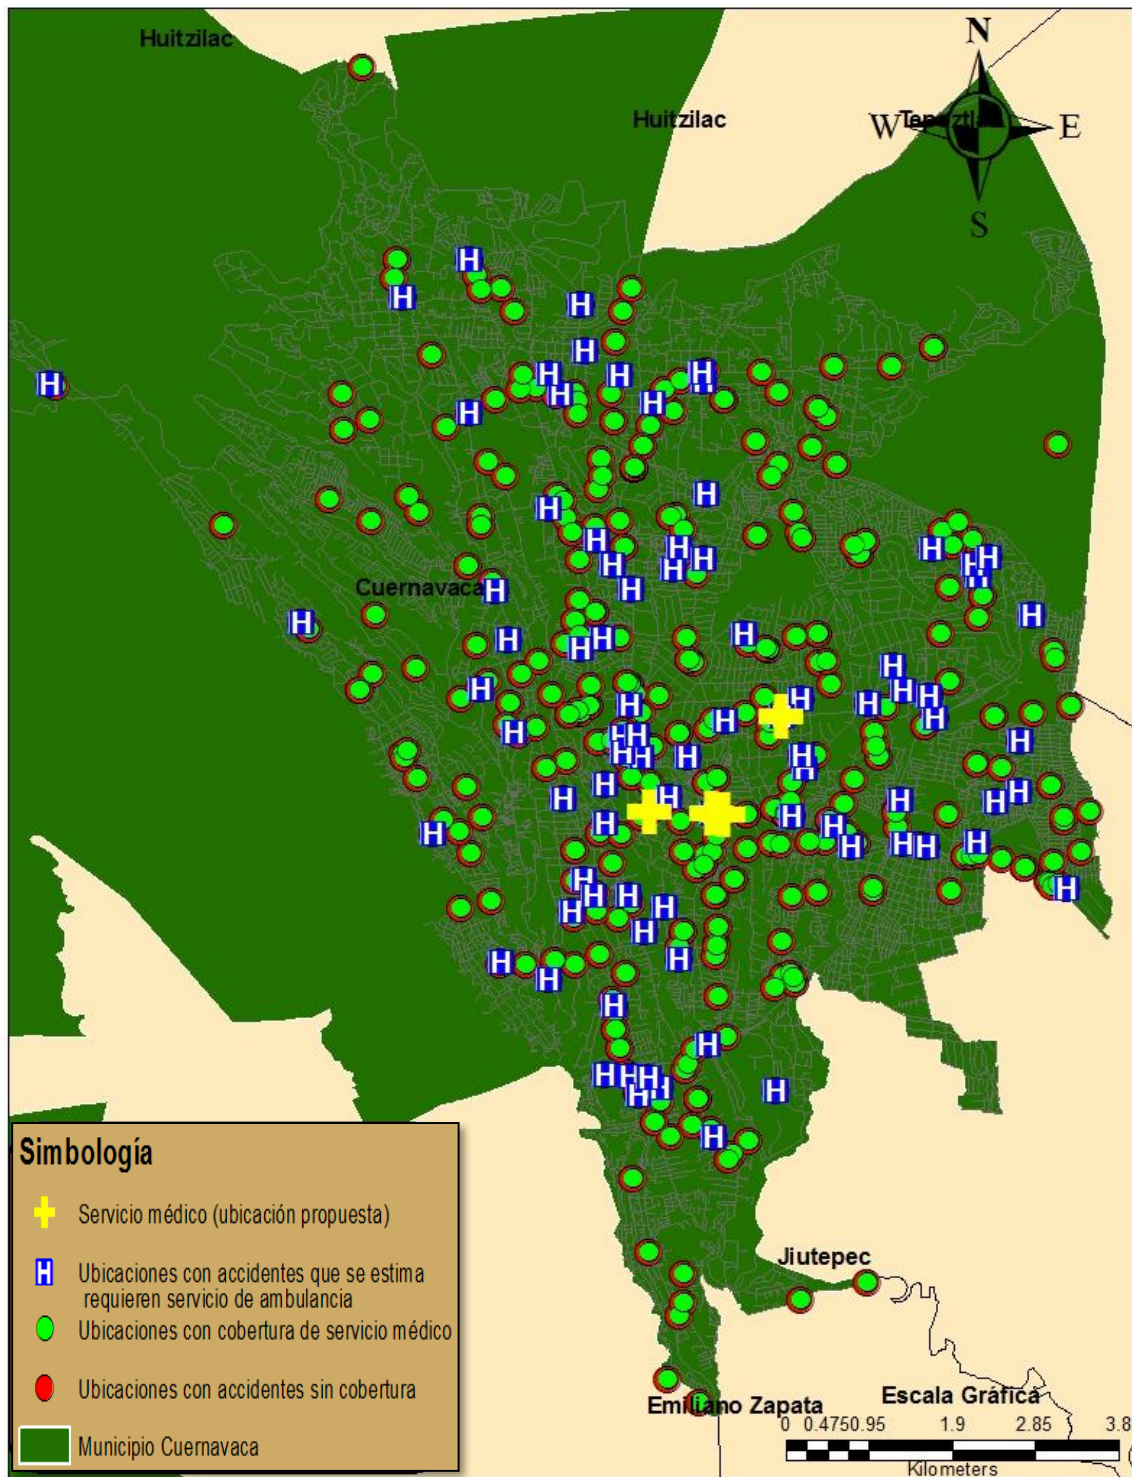 Huitzilac
N
Huitzilac
W
E
S
Cuernavaca
Simbología
Servicio médico (ubicación propuesta)
H Ubicaciones con accidentes que se estima
requieren servicio de ambulancia
Ubicaciones con cobertura de servicio médico
Ubicaciones con accidentes sin cobertura
Municipio Cuernavaca
Jiutepec
Emiliano Zapata
Escala Gráfica
0 0.475 0.95 1.9 2.85 3.8
Kilometers